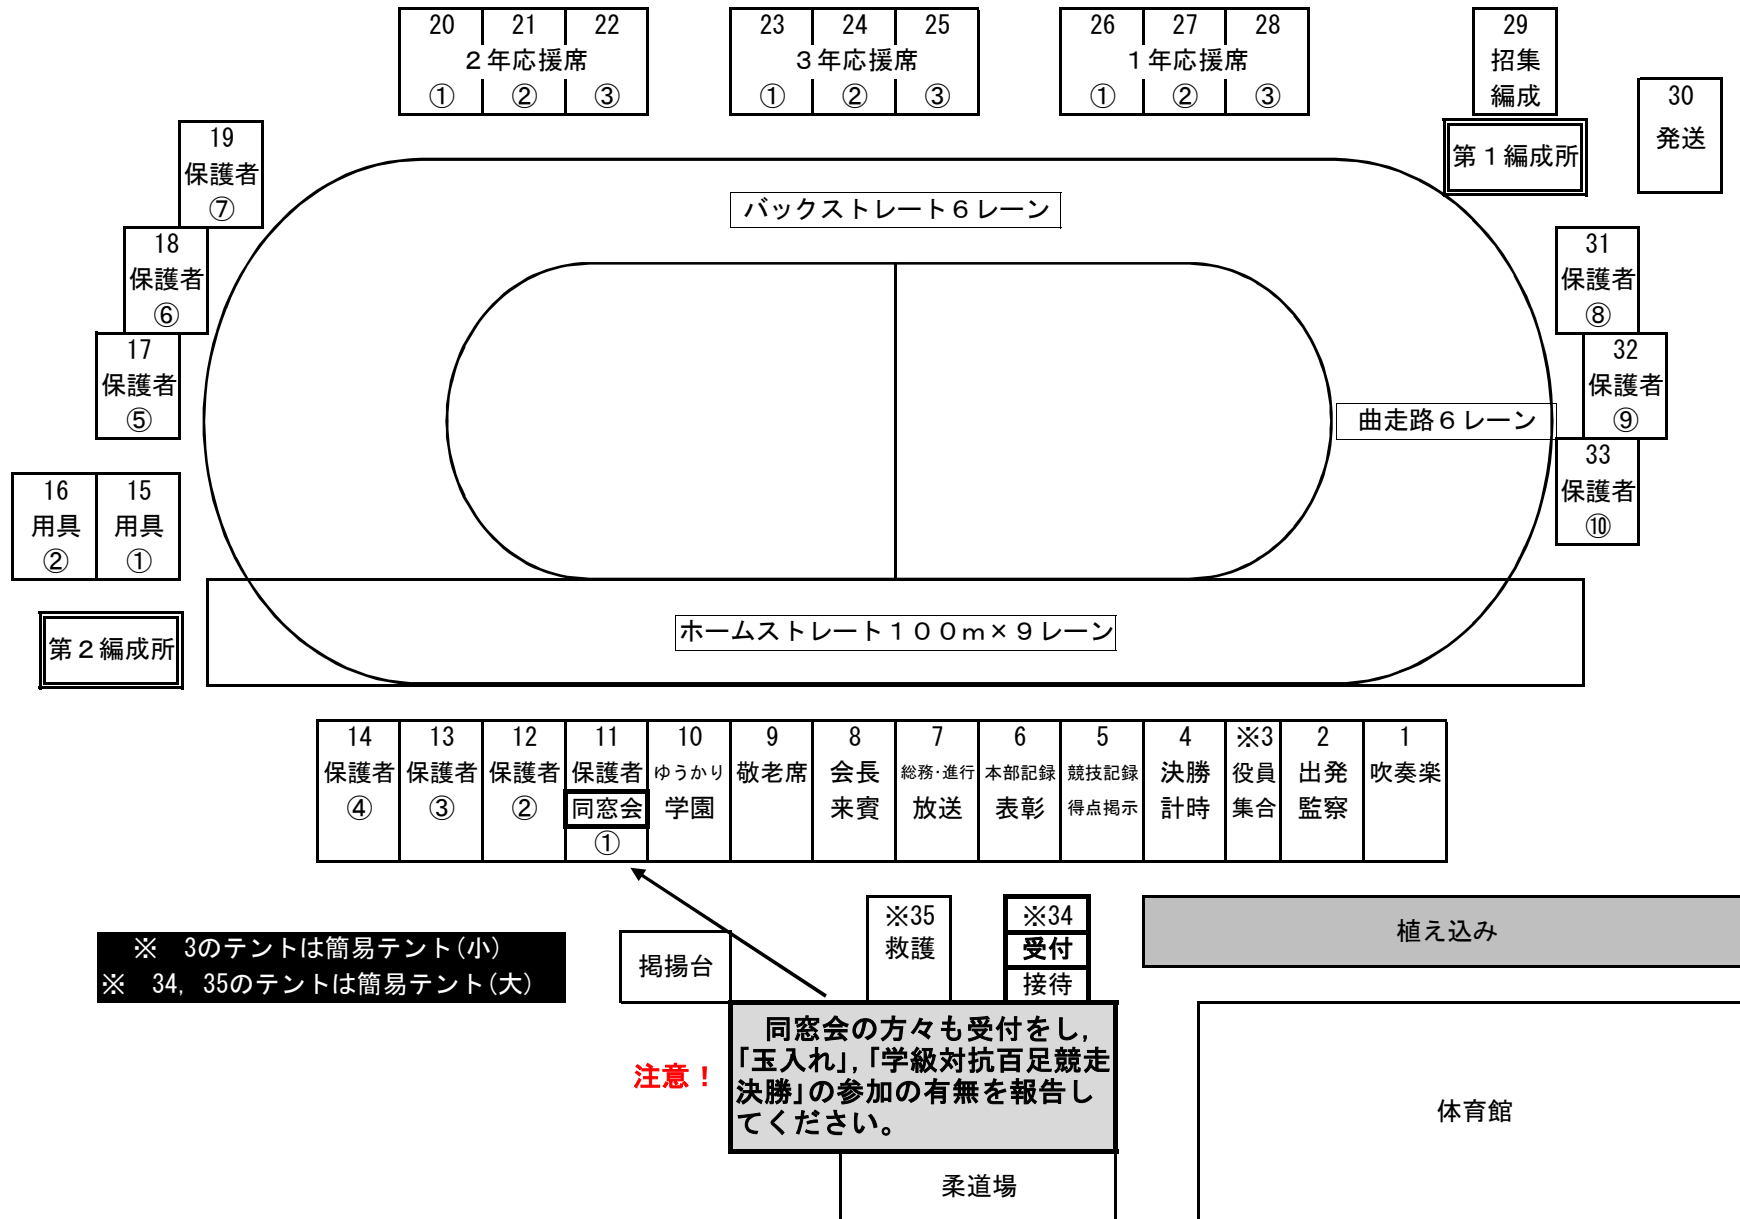 20 21 22
２年応援席
① ② ③
23 24 25
３年応援席
① ② ③
26 27 28
１年応援席
① ② ③
29
招集
編成
30
発送
第１編成所
19
保護者
⑦
18
保護者
⑥
17
保護者
⑤
バックストレート６レーン
31
保護者
⑧
32
保護者
⑨
33
保護者
⑩
曲走路６レーン
16
用具
②
15
用具
①
第２編成所
ホームストレート１００ｍ×９レーン
14
保護者
④
13
保護者
③
12
保護者
②
11
保護者
同窓会
①
10
ゆうかり
学園
9
敬老席
8
会長
来賓
7
総務・進行
放送
6
本部記録
表彰
5
競技記録
得点掲示
4
決勝
計時
※3
役員
集合
2
出発
監察
1
吹奏楽
※　3のテントは簡易テント(小)
※　34，35のテントは簡易テント(大)
掲揚台
※35
救護
※34
受付
接待
植え込み
注意！
同窓会の方々も受付をし，
「玉入れ」，「学級対抗百足競走
決勝」の参加の有無を報告し
てください。
体育館
柔道場